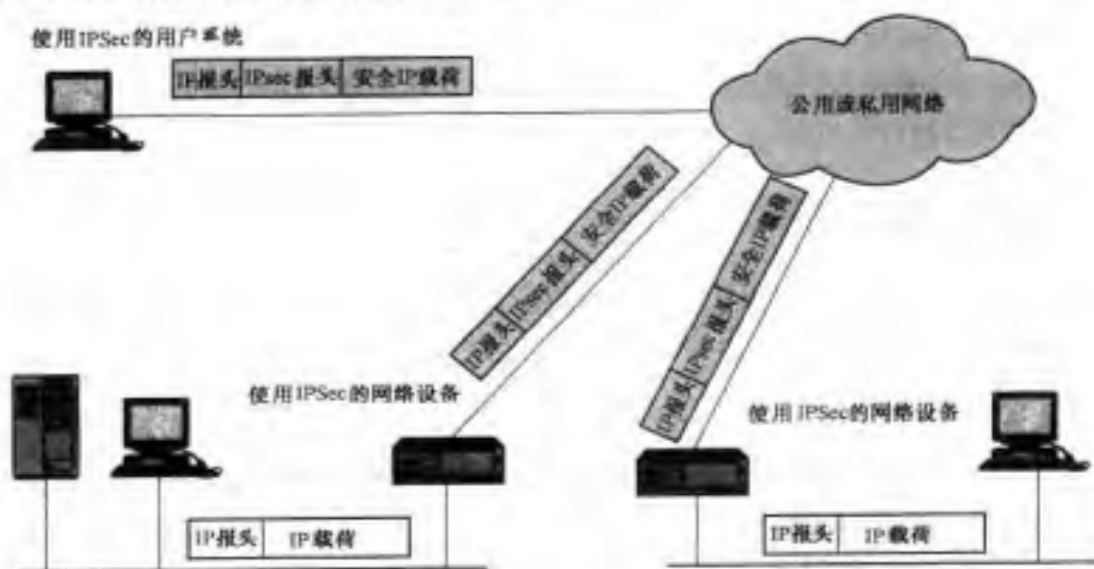 使用IPSec的用户系统
IP报头 IPsec报头 安全IP载荷
公用或私用网络
IP报头 IPsec报头 安全IP载荷
IP报头 IPsec报头 安全IP载荷
使用IPSec的网络设备
使用IPSec的网络设备
IP报头 IP载荷
IP报头 IP载荷